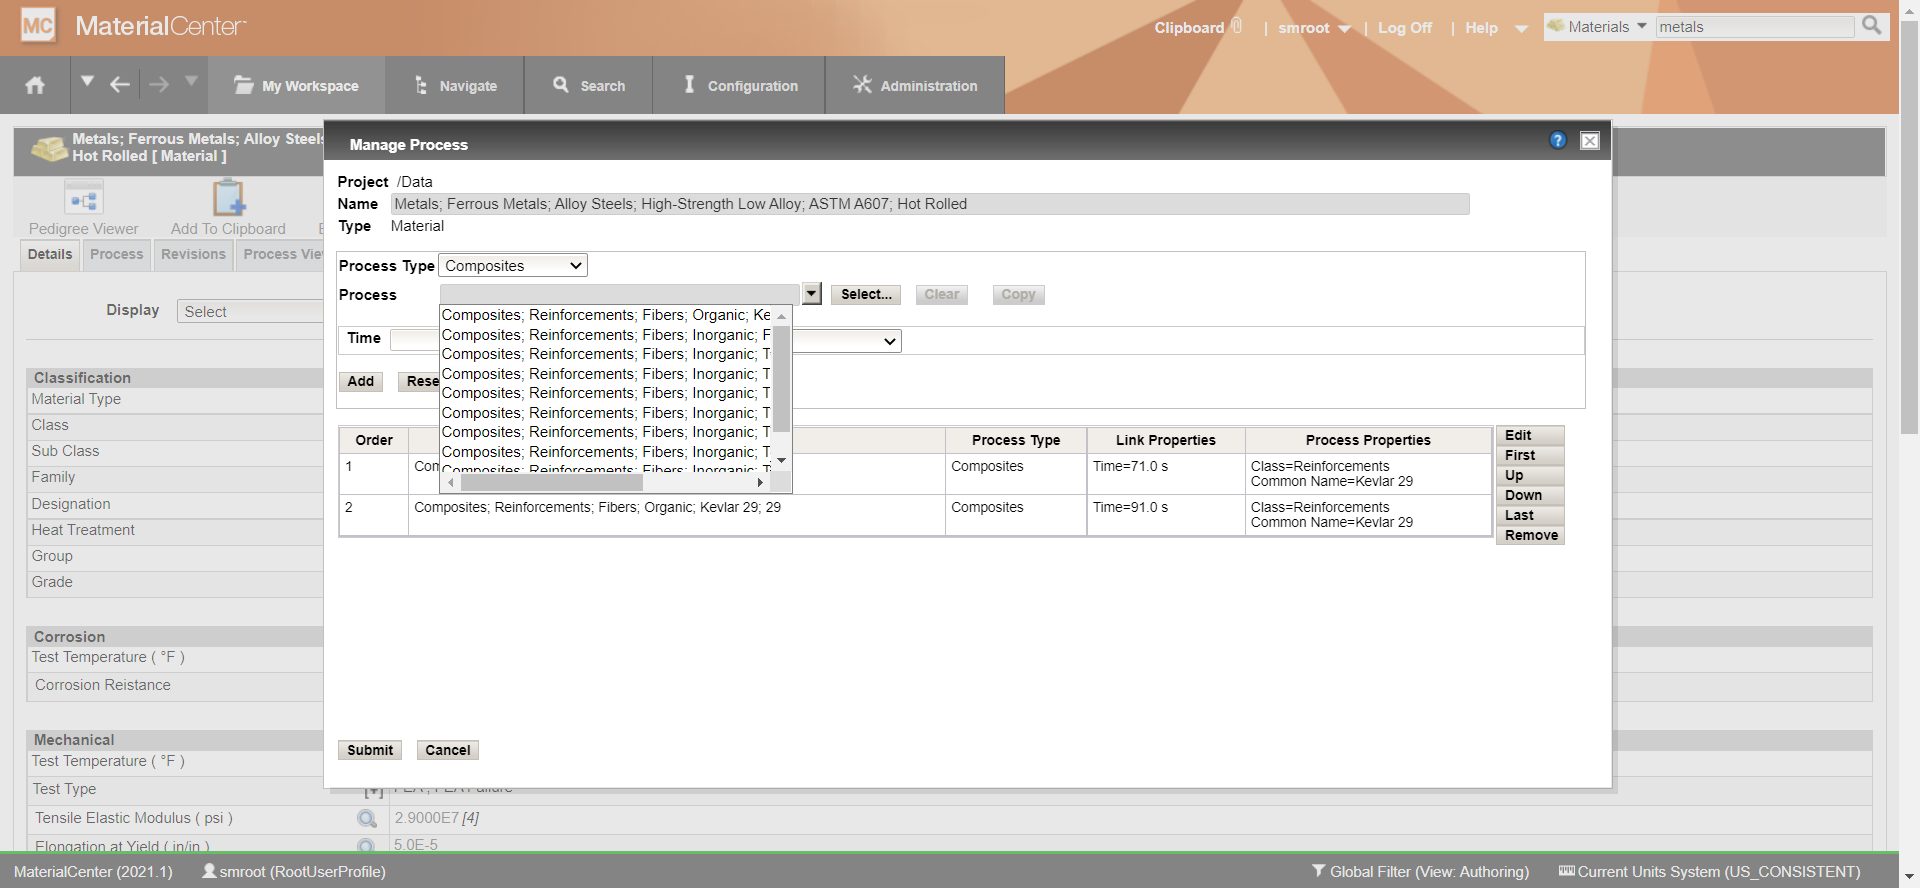 MC MaterialCenter
Clipboard | smroot | Log Off | Help
Materials metals
My Workspace Navigate Search Configuration Administration
Metals; Ferrous Metals; Alloy Steels
Hot Rolled [ Material ]
Pedigree Viewer Add To Clipboard
Details Process Revisions Process Vie
Display Select
Classification
Material Type
Class
Sub Class
Family
Designation
Heat Treatment
Group
Grade
Corrosion
Test Temperature ( °F )
Corrosion Reistance
Mechanical
Test Temperature ( °F )
Test Type
Tensile Elastic Modulus ( psi ) 2.9000E7 [4]
Elongation at Yield ( in/in ) 5.0E-5
Manage Process ?
Project /Data
Name Metals; Ferrous Metals; Alloy Steels; High-Strength Low Alloy; ASTM A607; Hot Rolled
Type Material
Process Type Composites
Process Select... Clear Copy
Composites; Reinforcements; Fibers; Organic; Ke
Composites; Reinforcements; Fibers; Inorganic; F
Composites; Reinforcements; Fibers; Inorganic; T
Composites; Reinforcements; Fibers; Inorganic; T
Composites; Reinforcements; Fibers; Inorganic; T
Composites; Reinforcements; Fibers; Inorganic; T
Composites; Reinforcements; Fibers; Inorganic; T
Composites; Reinforcements; Fibers; Inorganic; T
Composites; Reinforcements; Fibers; Inorganic; T
Time
Add Rese
Order Process Type Link Properties Process Properties
1 Com Composites Time=71.0 s Class=Reinforcements
Common Name=Kevlar 29
2 Composites; Reinforcements; Fibers; Organic; Kevlar 29; 29 Composites Time=91.0 s Class=Reinforcements
Common Name=Kevlar 29
Edit
First
Up
Down
Last
Remove
Submit Cancel
MaterialCenter (2021.1) smroot (RootUserProfile) Global Filter (View: Authoring) Current Units System (US_CONSISTENT)